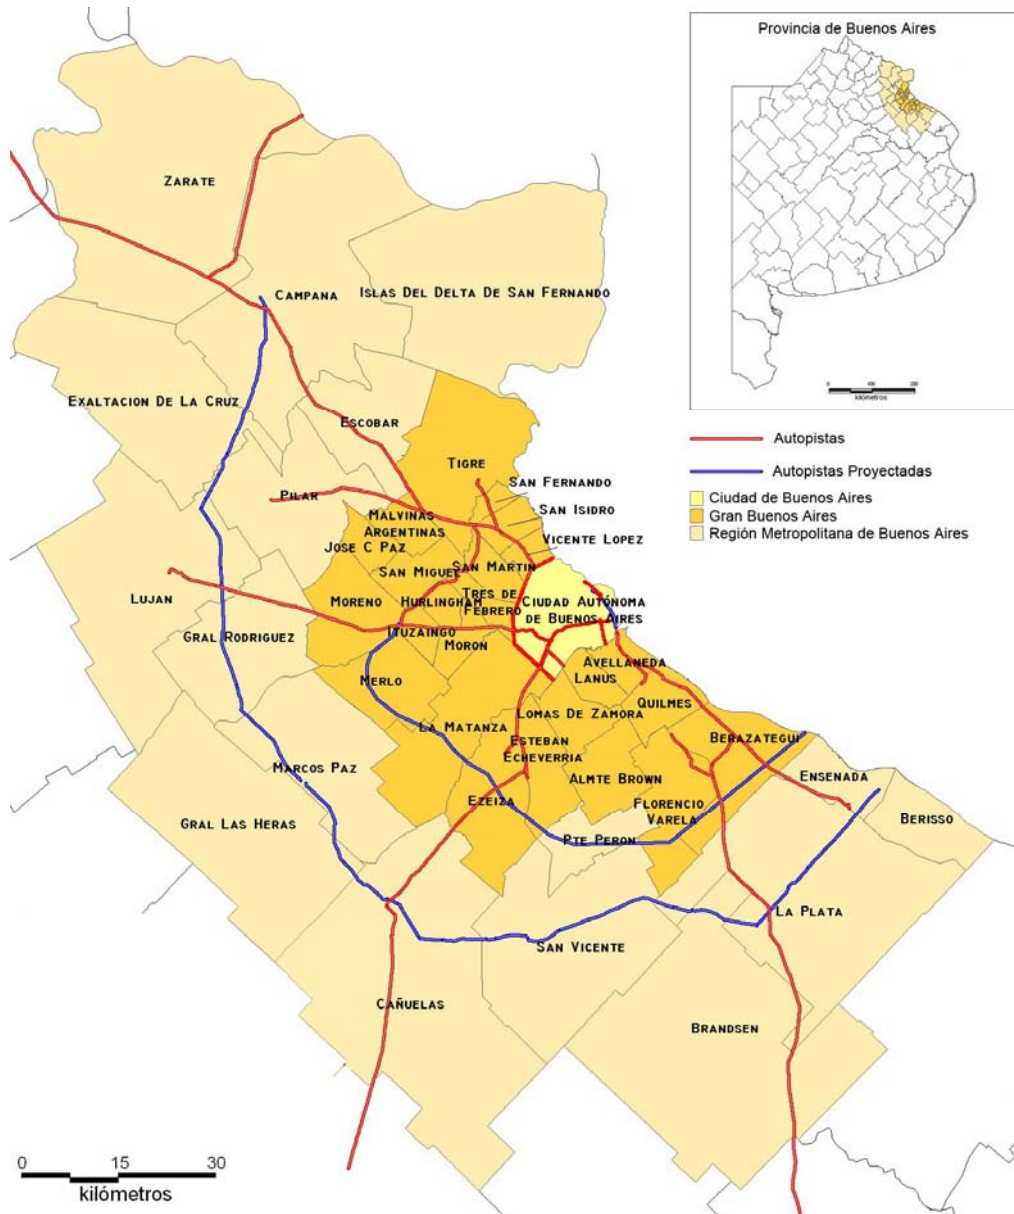 Provincia de Buenos Aires
0 100 200
kilómetros
ZARATE
CAMPANA
ISLAS DEL DELTA DE SAN FERNANDO
EXALTACION DE LA CRUZ
ESCOBAR
Autopistas
TIGRE
Autopistas Proyectadas
SAN FERNANDO
PILAR
Ciudad de Buenos Aires
SAN ISIDRO
MALVINAS
ARGENTINAS
Gran Buenos Aires
VICENTE LOPEZ
Región Metropolitana de Buenos Aires
JOSE C PAZ
SAN MIGUEL
SAN MARTIN
LUJAN
MORENO
HURLINGHAM
TRES DE
FEBRERO
CIUDAD AUTÓNOMA
DE BUENOS AIRES
GRAL RODRIGUEZ
ITUZAINGO
MORON
AVELLANEDA
LANUS
MERLO
QUILMES
LOMAS DE ZAMORA
LA MATANZA
BERAZATEGUI
ESTEBAN
ECHEVERRIA
MARCOS PAZ
ALMTE BROWN
ENSENADA
EZEIZA
FLORENCIO
VARELA
BERISSO
GRAL LAS HERAS
PTE PERON
LA PLATA
SAN VICENTE
CAÑUELAS
BRANDSEN
0 15 30
kilómetros